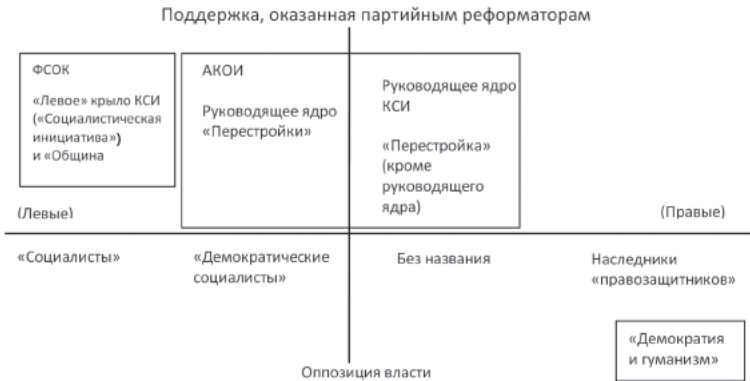 Поддержка, оказанная партийным реформаторам
ФСОК
«Левое» крыло КСИ
(«Социалистическая
инициатива»)
и «Община
АКОИ
Руководящее ядро
«Перестройки»
Руководящее ядро
КСИ
«Перестройка»
(кроме
руководящего
ядра)
(Левые)
(Правые)
«Социалисты»
«Демократические
социалисты»
Без названия
Наследники
«правозащитников»
«Демократия
и гуманизм»
Оппозиция власти